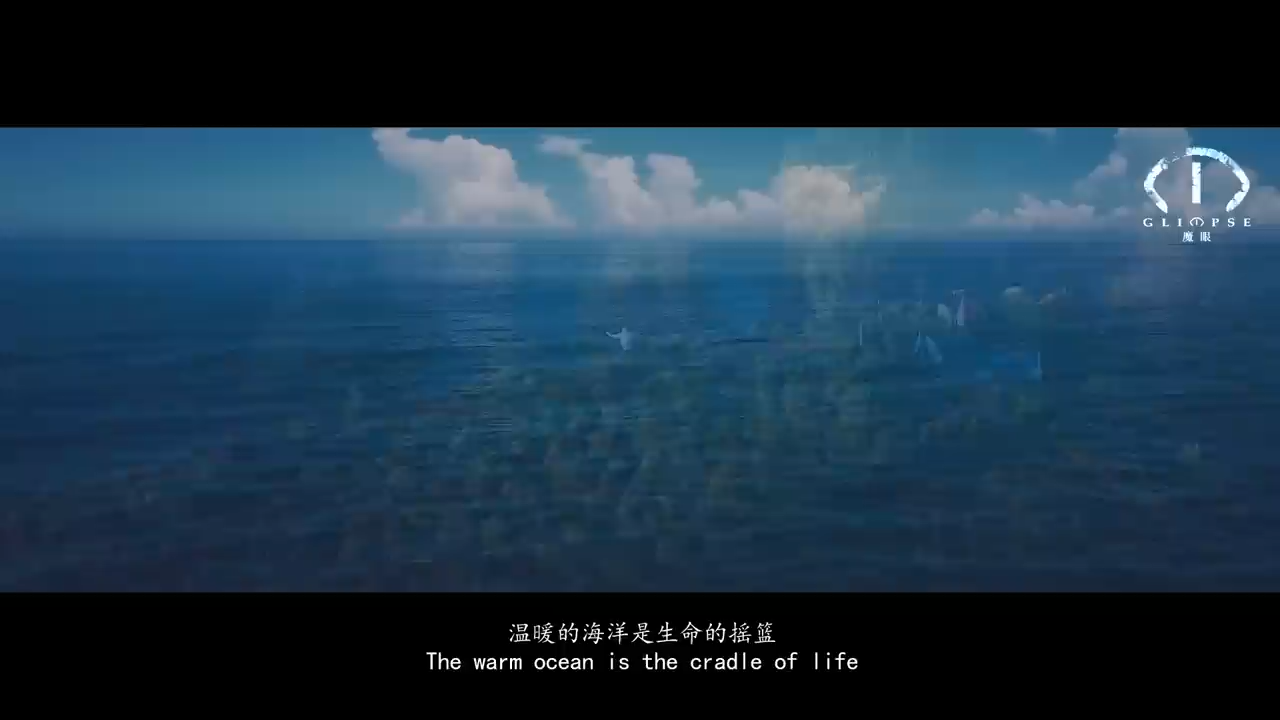 GLIMPSE
魔眼
温暖的海洋是生命的摇篮
The warm ocean is the cradle of life